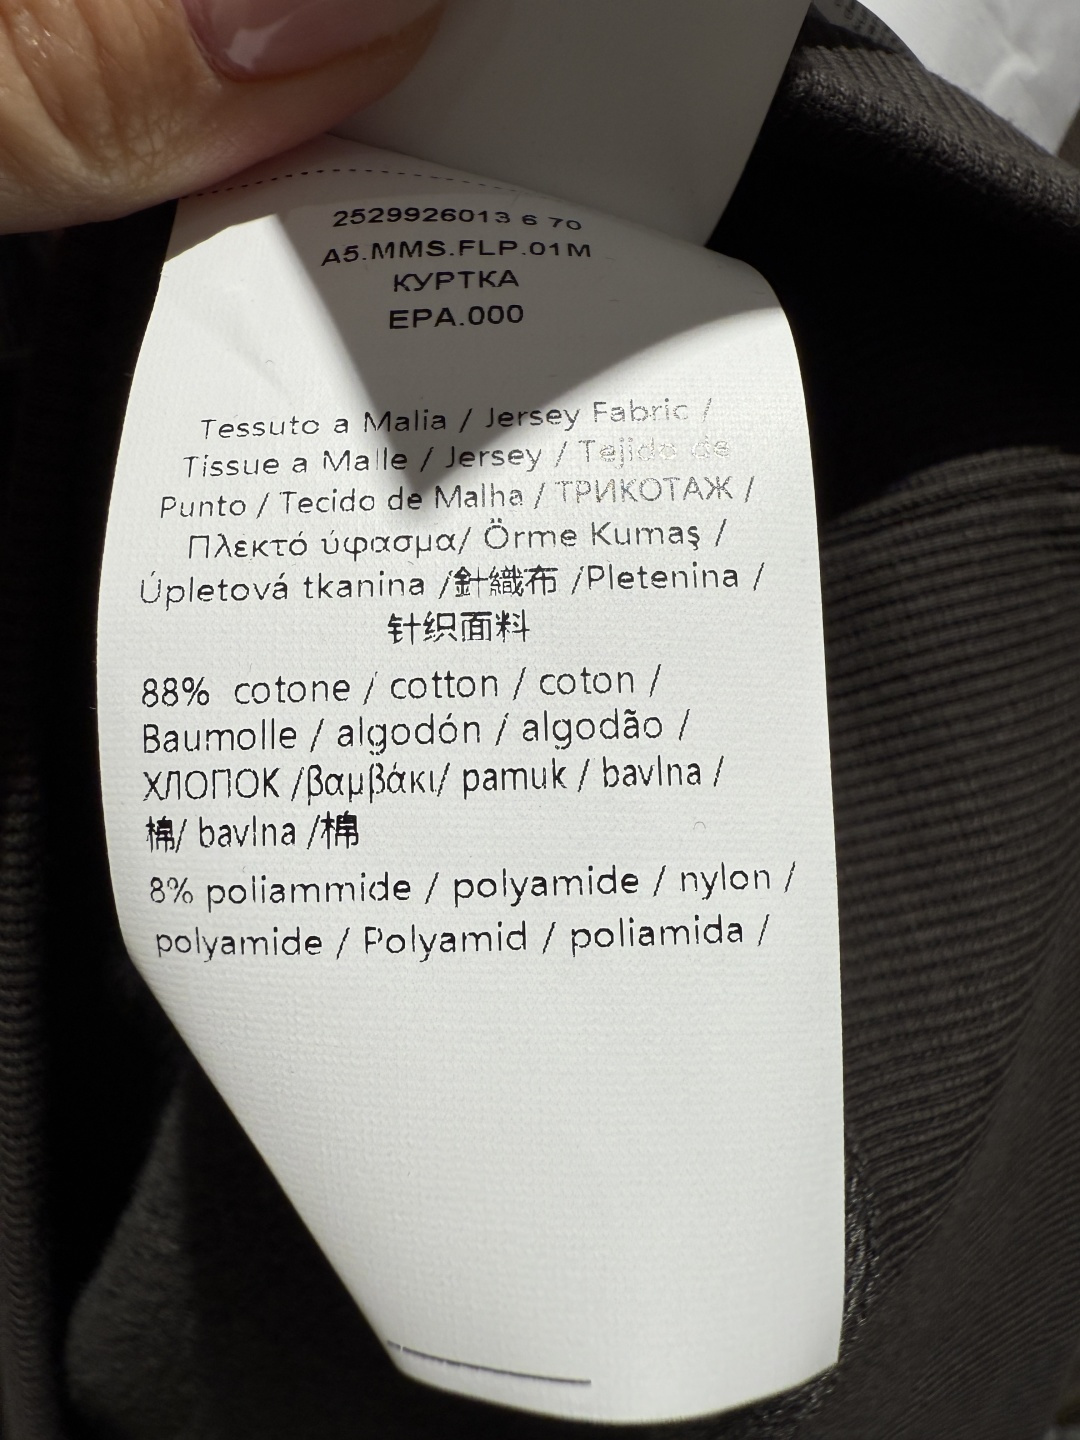 2529926013 6 70
A5.MMS.FLP.01M
КУРТКА
EPA.000
Tessuto a Malia / Jersey Fabric /
Tissue a Malle / Jersey / Tejido de
Punto / Tecido de Malha / ТРИКОТАЖ /
Πλεκτό ύφασμα/ Örme Kumaş /
Úpletová tkanina /針織布 /Pletenina /
针织面料
88% cotone / cotton / coton /
Baumolle / algodón / algodão /
ХЛОПОК /βαμβάκι/ pamuk / bavlna /
棉/ bavlna /棉
8% poliammide / polyamide / nylon /
polyamide / Polyamid / poliamida /